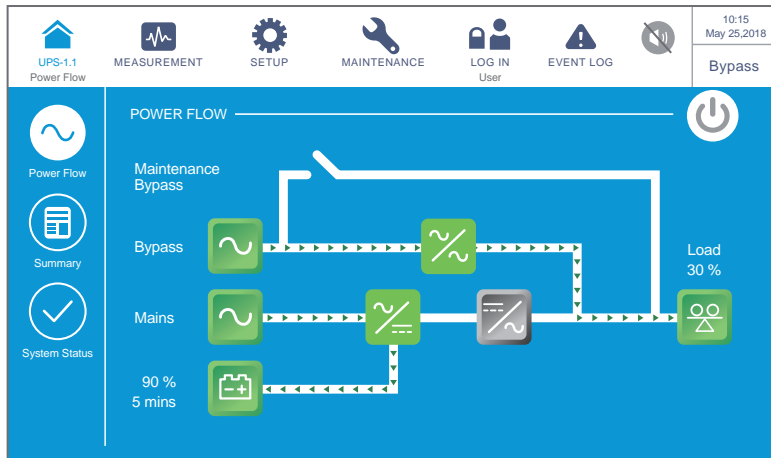 UPS-1.1
Power Flow
MEASUREMENT
SETUP
MAINTENANCE
LOG IN
User
EVENT LOG
10:15
May 25,2018
Bypass
Power Flow
Summary
System Status
POWER FLOW
Maintenance
Bypass
Bypass
Mains
90 %
5 mins
Load
30 %